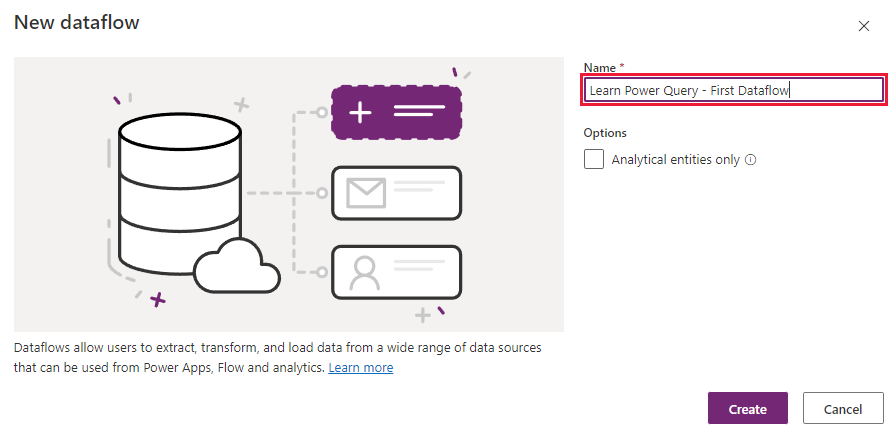 New dataflow
Name *
Learn Power Query - First Dataflow
Options
Analytical entities only
Dataflows allow users to extract, transform, and load data from a wide range of data sources
that can be used from Power Apps, Flow and analytics. Learn more
Create
Cancel